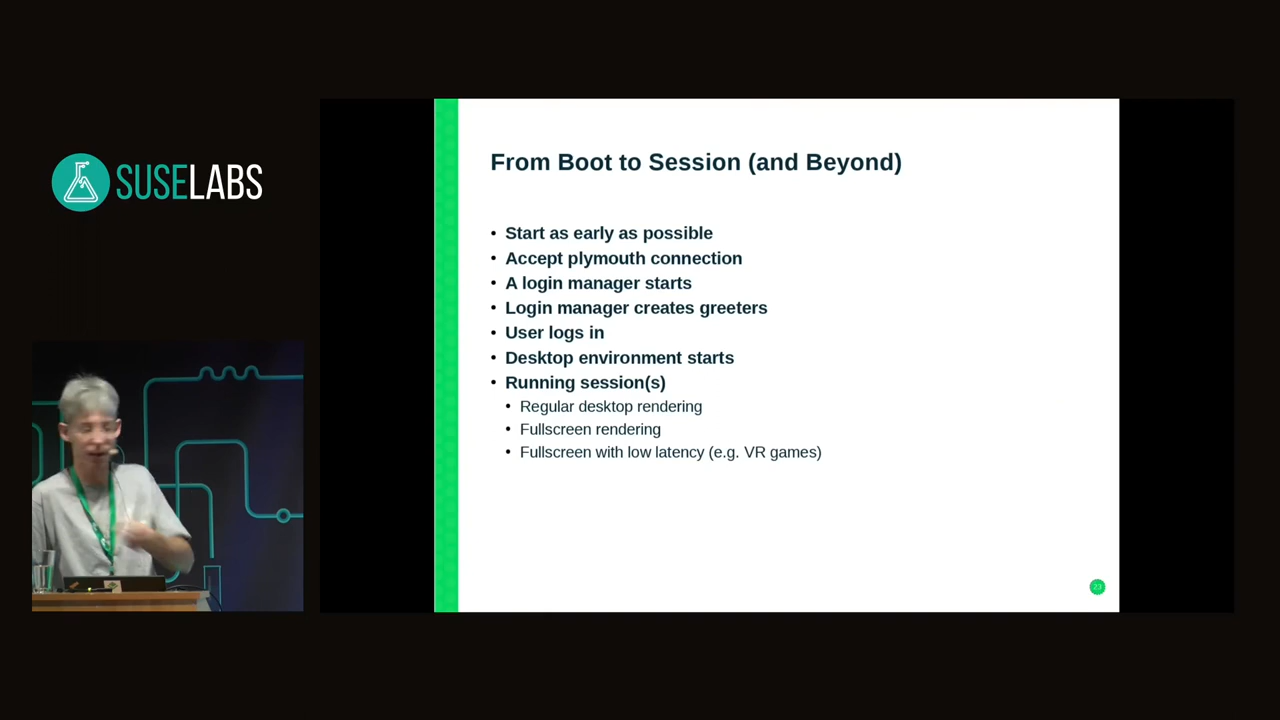 SUSELABS
From Boot to Session (and Beyond)
• Start as early as possible
• Accept plymouth connection
• A login manager starts
• Login manager creates greeters
• User logs in
• Desktop environment starts
• Running session(s)
• Regular desktop rendering
• Fullscreen rendering
• Fullscreen with low latency (e.g. VR games)